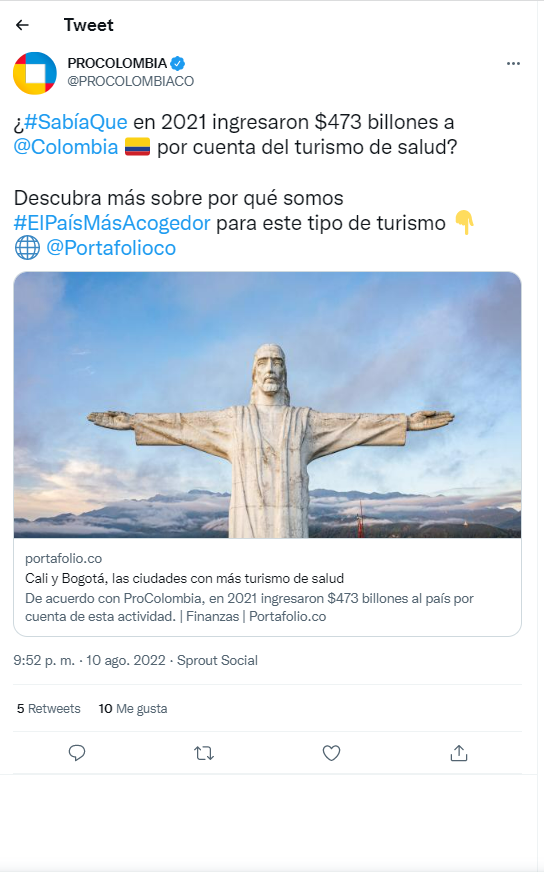 Tweet
PROCOLOMBIA
@PROCOLOMBIACO
¿#SabíaQue en 2021 ingresaron $473 billones a
@Colombia 🇨🇴 por cuenta del turismo de salud?
Descubra más sobre por qué somos
#ElPaísMásAcogedor para este tipo de turismo 👇
🌐 @Portafolioco
portafolio.co
Cali y Bogotá, las ciudades con más turismo de salud
De acuerdo con ProColombia, en 2021 ingresaron $473 billones al país por
cuenta de esta actividad. | Finanzas | Portafolio.co
9:52 p. m. · 10 ago. 2022 · Sprout Social
5 Retweets 10 Me gusta